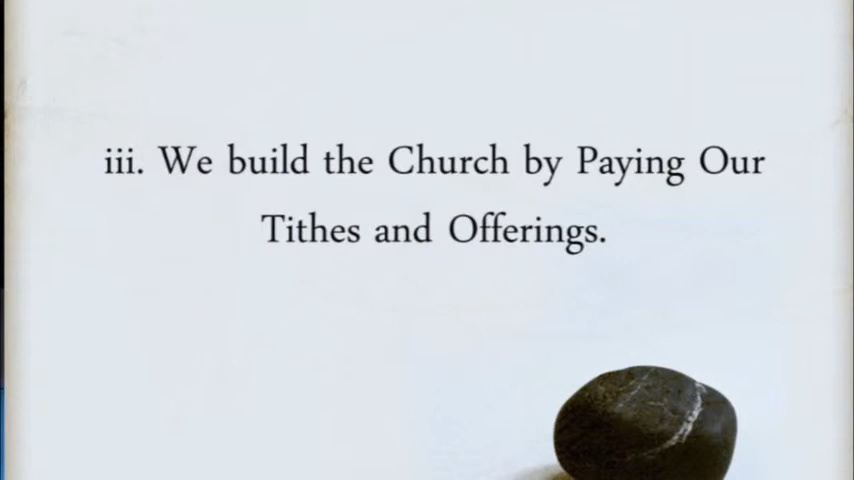 iii. We build the Church by Paying Our
Tithes and Offerings.